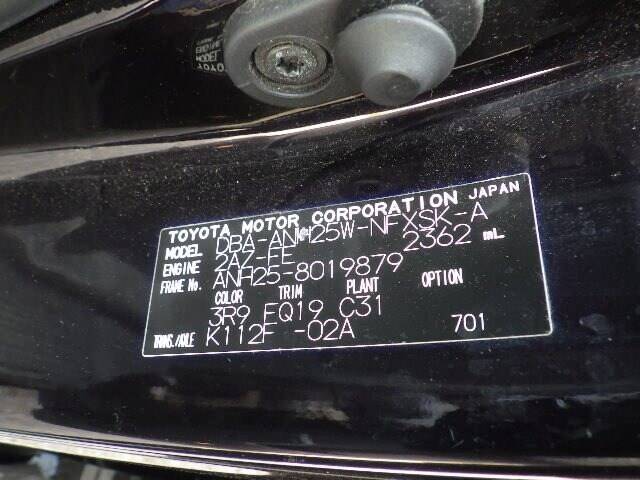 TOYOTA MOTOR CORPORATION JAPAN
MODEL DBA-ANH25W-NFXSK-A
ENGINE 2AZ-FE 2362 mL
FRAME No. ANH25-8019879
COLOR TRIM PLANT OPTION
3R9 FQ19 C31
TRANS./AXLE K112F -02A 701